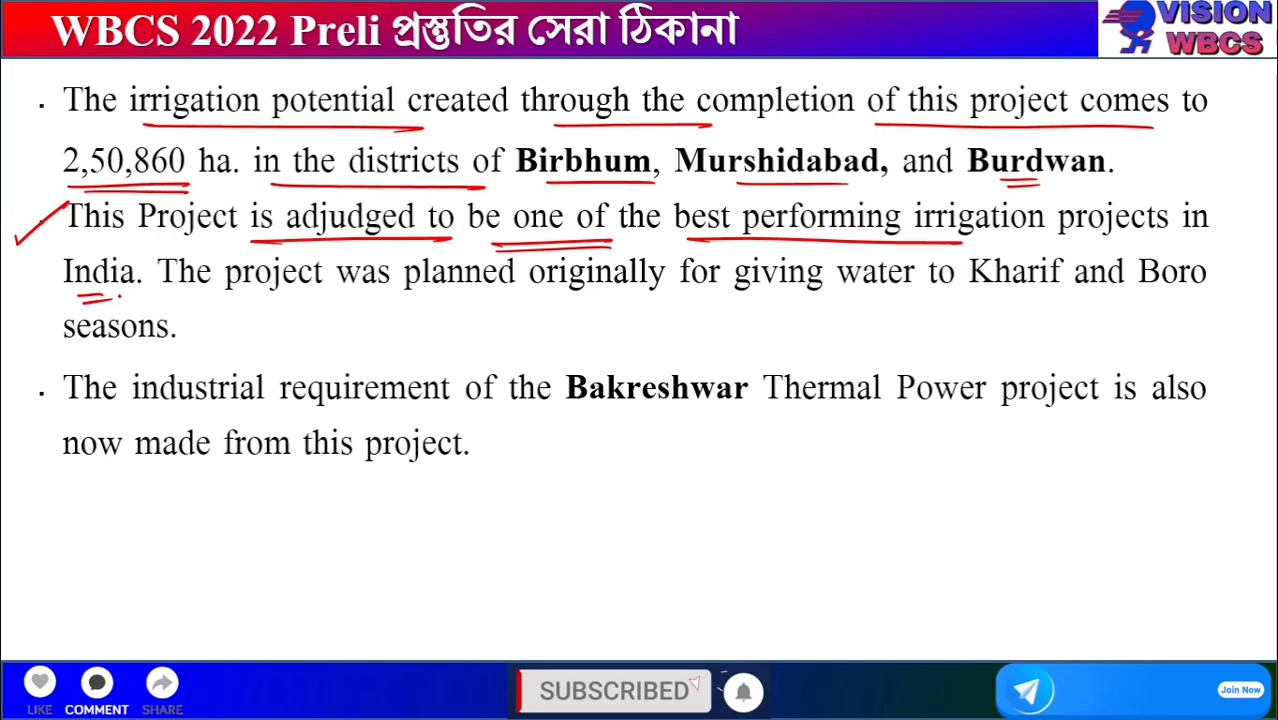 WBCS 2022 Preli প্রস্তুতির সেরা ঠিকানা
VISION
WBCS
▪ The irrigation potential created through the completion of this project comes to
2,50,860 ha. in the districts of Birbhum, Murshidabad, and Burdwan.
▪ This Project is adjudged to be one of the best performing irrigation projects in
India. The project was planned originally for giving water to Kharif and Boro
seasons.
▪ The industrial requirement of the Bakreshwar Thermal Power project is also
now made from this project.
LIKE COMMENT SHARE
SUBSCRIBED
Join Now